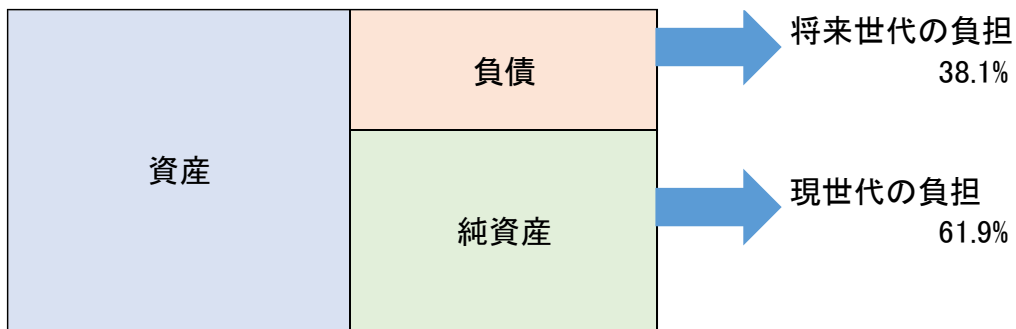 資産
負債
純資産
将来世代の負担
38.1%
現世代の負担
61.9%